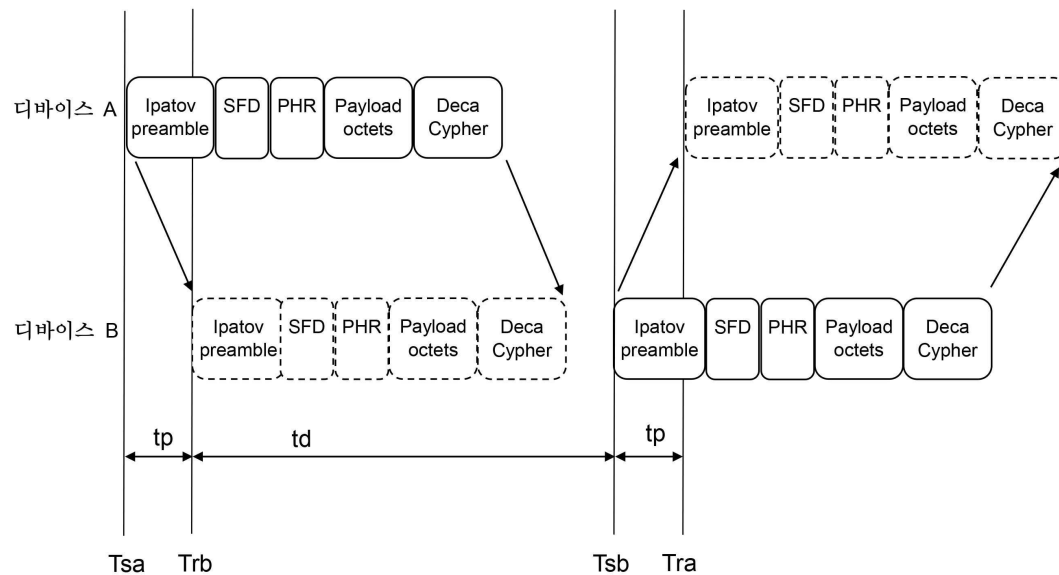 디바이스 A
Ipatov preamble
SFD
PHR
Payload octets
Deca Cypher
Ipatov preamble
SFD
PHR
Payload octets
Deca Cypher
디바이스 B
Ipatov preamble
SFD
PHR
Payload octets
Deca Cypher
Ipatov preamble
SFD
PHR
Payload octets
Deca Cypher
tp
td
tp
Tsa
Trb
Tsb
Tra